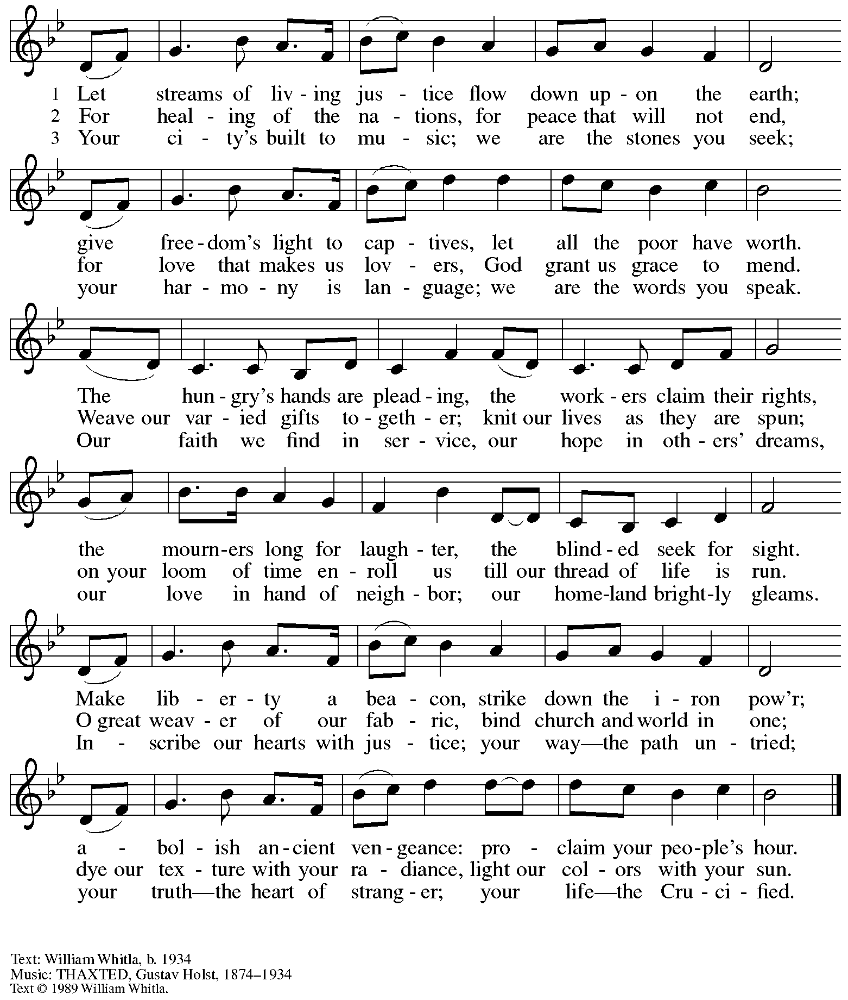 1 Let streams of liv - ing jus - tice flow down up - on the earth;
2 For heal - ing of the na - tions, for peace that will not end,
3 Your ci - ty's built to mu - sic; we are the stones you seek;
give free - dom's light to cap - tives, let all the poor have worth.
for love that makes us lov - ers, God grant us grace to mend.
your har - mo - ny is lan - guage; we are the words you speak.
The hun - gry's hands are plead - ing, the work - ers claim their rights,
Weave our var - ied gifts to - geth - er; knit our lives as they are spun;
Our faith we find in ser - vice, our hope in oth - ers' dreams,
the mourn - ers long for laugh - ter, the blind - ed seek for sight.
on your loom of time en - roll us till our thread of life is run.
our love in hand of neigh - bor; our home - land bright - ly gleams.
Make lib - er - ty a bea - con, strike down the i - ron pow'r;
O great weav - er of our fab - ric, bind church and world in one;
In - scribe our hearts with jus - tice; your way—the path un - tried;
a - bol - ish an - cient ven - geance: pro - claim your peo - ple's hour.
dye our tex - ture with your ra - diance, light our col - ors with your sun.
your truth—the heart of strang - er; your life—the Cru - ci - fied.
Text: William Whitla, b. 1934
Music: THAXTED, Gustav Holst, 1874–1934
Text © 1989 William Whitla.